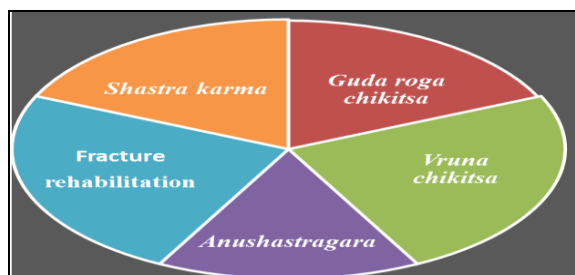 Shastra karma
Guda roga
chikitsa
Fracture
rehabilitation
Vruna
chikitsa
Anushastragara